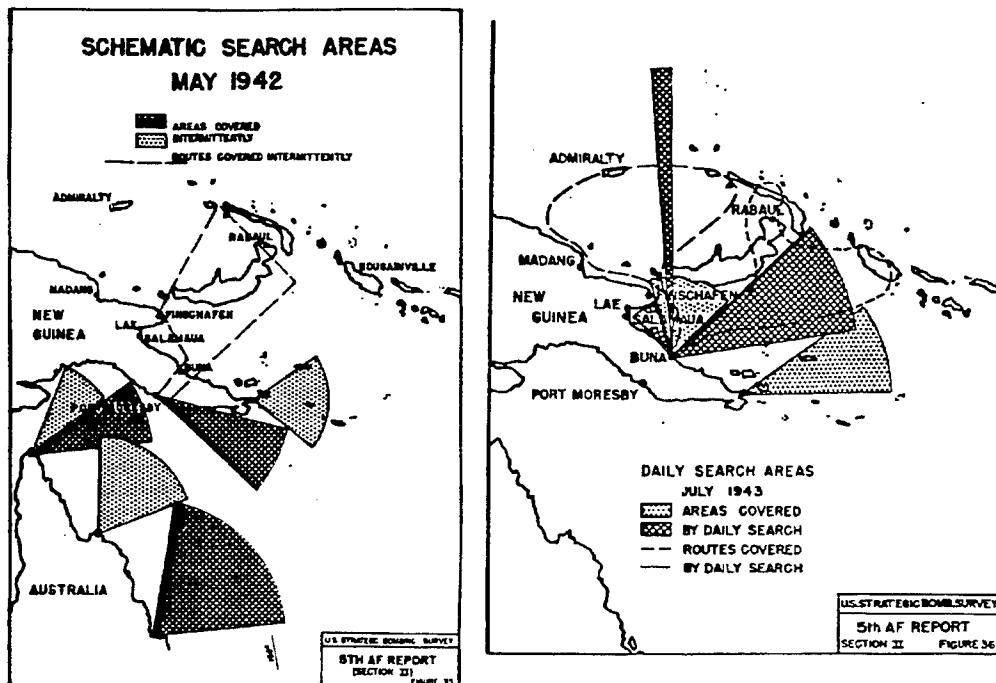 SCHEMATIC SEARCH AREAS
MAY 1942
AREAS COVERED
INTERMITTENTLY
ROUTES COVERED INTERMITTENTLY
ADMIRALTY
RABAUL
BOUGAINVILLE
MADANG
NEW
GUINEA
FINSCHAFEN
LAE
SALAMAUA
BUNA
AUSTRALIA
U.S. STRATEGIC BOMBING SURVEY
5TH AF REPORT
(SECTION II)
FIGURE 35
ADMIRALTY
RABAUL
MADANG
NEW
GUINEA
LAE
BUNA
PORT MORESBY
DAILY SEARCH AREAS
JULY 1943
AREAS COVERED
BY DAILY SEARCH
ROUTES COVERED
BY DAILY SEARCH
U.S. STRATEGIC BOMB. SURVEY
5th AF REPORT
SECTION II FIGURE 36